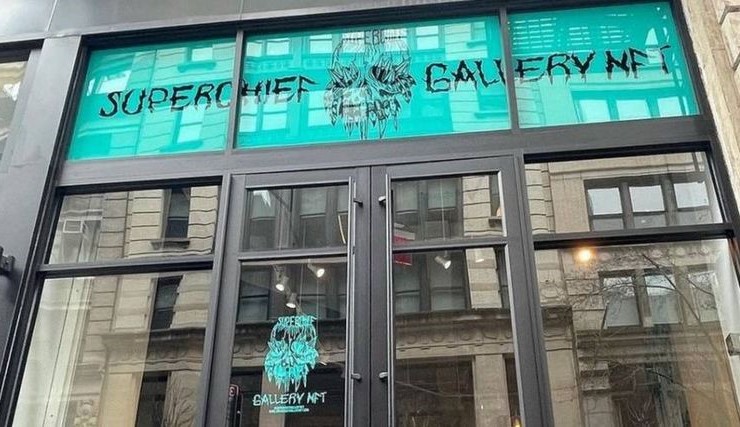 SUPERCHIEF GALLERY NFT
SUPERCHIEF
GALLERY NFT